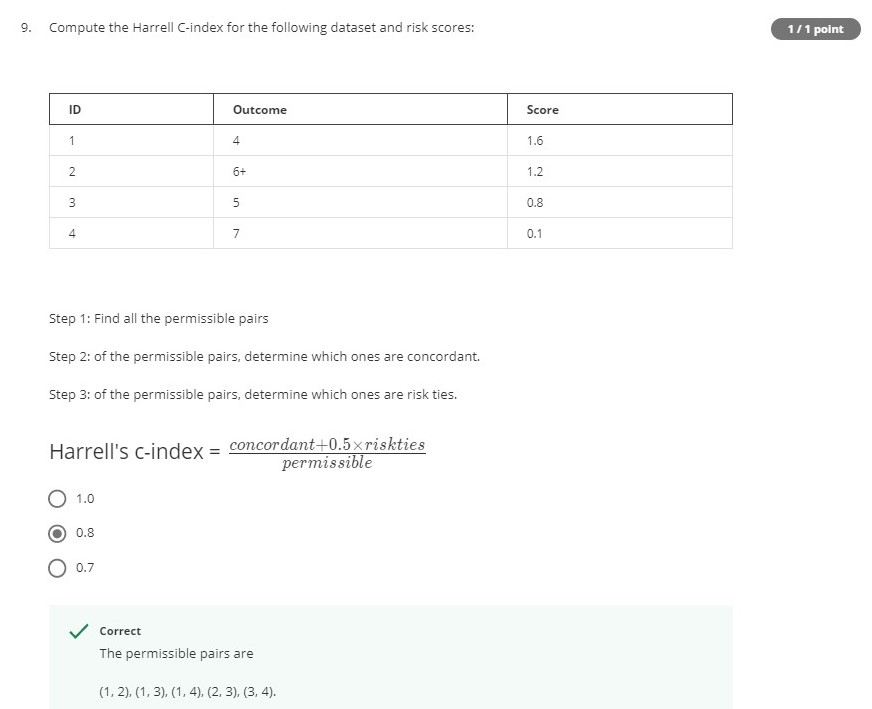 9. Compute the Harrell C-index for the following dataset and risk scores:
1 / 1 point
ID Outcome Score
1 4 1.6
2 6+ 1.2
3 5 0.8
4 7 0.1
Step 1: Find all the permissible pairs
Step 2: of the permissible pairs, determine which ones are concordant.
Step 3: of the permissible pairs, determine which ones are risk ties.
Harrell's c-index = concordant+0.5×riskties
permissible
1.0
0.8
0.7
Correct
The permissible pairs are
(1, 2), (1, 3), (1, 4), (2, 3), (3, 4).